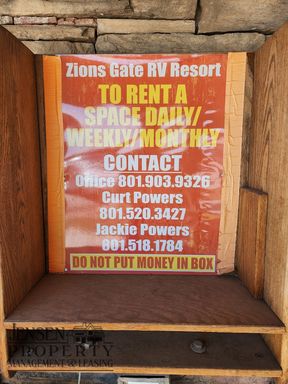 Zions Gate RV Resort
TO RENT A
SPACE DAILY/
WEEKLY/MONTHLY
CONTACT
Office 801.903.9326
Curt Powers
801.520.3427
Jackie Powers
801.518.1784
DO NOT PUT MONEY IN BOX
JENSEN
PROPERTY
MANAGEMENT & LEASING